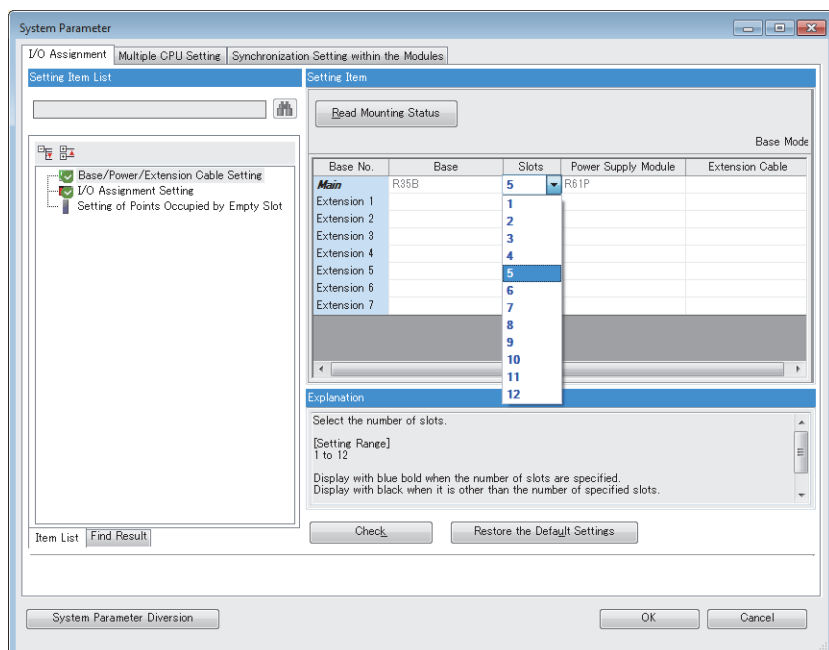 System Parameter
I/O Assignment Multiple CPU Setting Synchronization Setting within the Modules
Setting Item List
Base/Power/Extension Cable Setting
I/O Assignment Setting
Setting of Points Occupied by Empty Slot
Item List Find Result
Setting Item
Read Mounting Status
Base Mode
Base No. Base Slots Power Supply Module Extension Cable
Main R35B 5 R61P
Extension 1
Extension 2
Extension 3
Extension 4
Extension 5
Extension 6
Extension 7
1
2
3
4
5
6
7
8
9
10
11
12
Explanation
Select the number of slots.
[Setting Range]
1 to 12
Display with blue bold when the number of slots are specified.
Display with black when it is other than the number of specified slots.
Check Restore the Default Settings
System Parameter Diversion OK Cancel